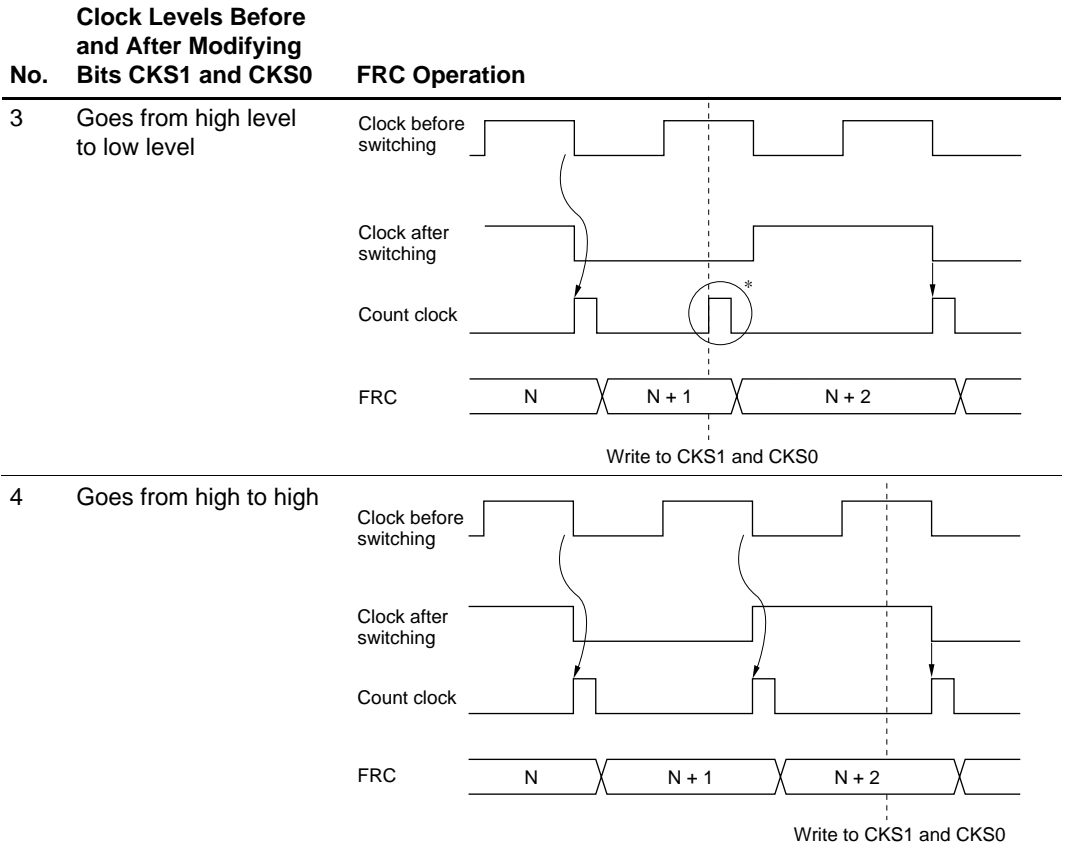 No.
Clock Levels Before
and After Modifying
Bits CKS1 and CKS0
FRC Operation
3
Goes from high level
to low level
Clock before
switching
Clock after
switching
*
Count clock
FRC
N
N + 1
N + 2
Write to CKS1 and CKS0
4
Goes from high to high
Clock before
switching
Clock after
switching
Count clock
FRC
N
N + 1
N + 2
Write to CKS1 and CKS0